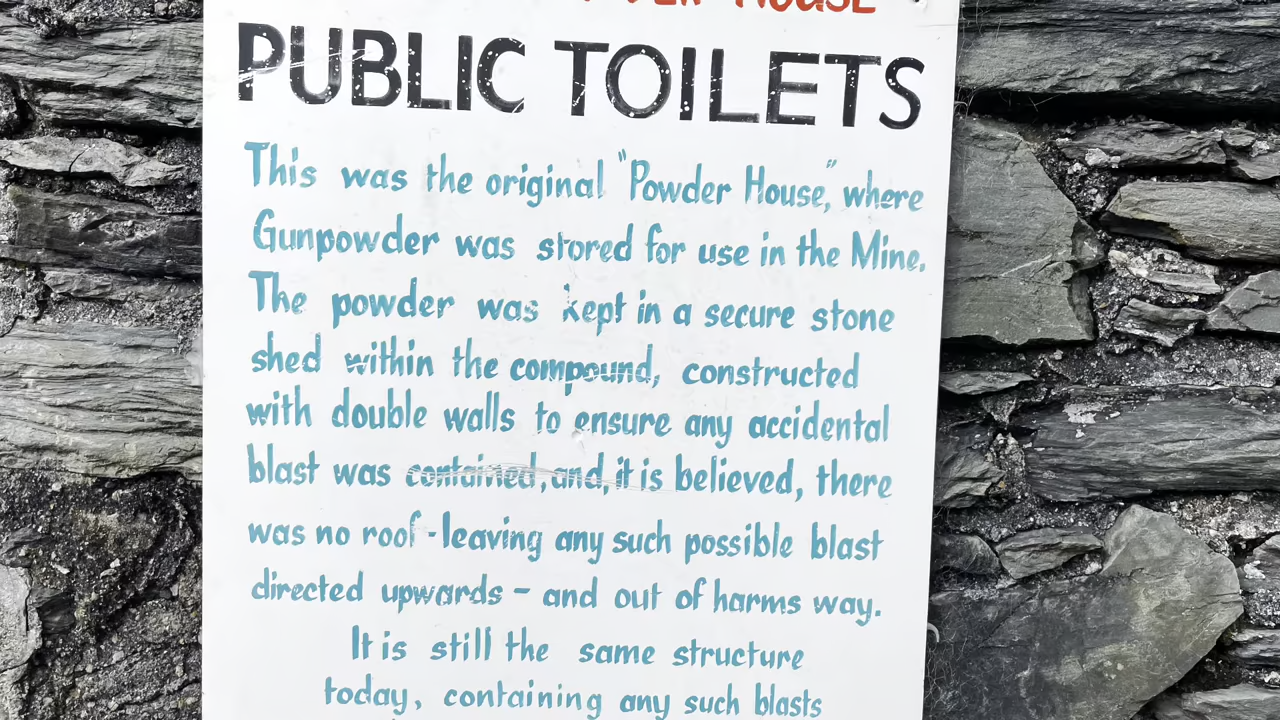 House
PUBLIC TOILETS
This was the original "Powder House," where
Gunpowder was stored for use in the Mine.
The powder was kept in a secure stone
shed within the compound, constructed
with double walls to ensure any accidental
blast was contained, and, it is believed, there
was no roof - leaving any such possible blast
directed upwards - and out of harms way.
It is still the same structure
today, containing any such blasts